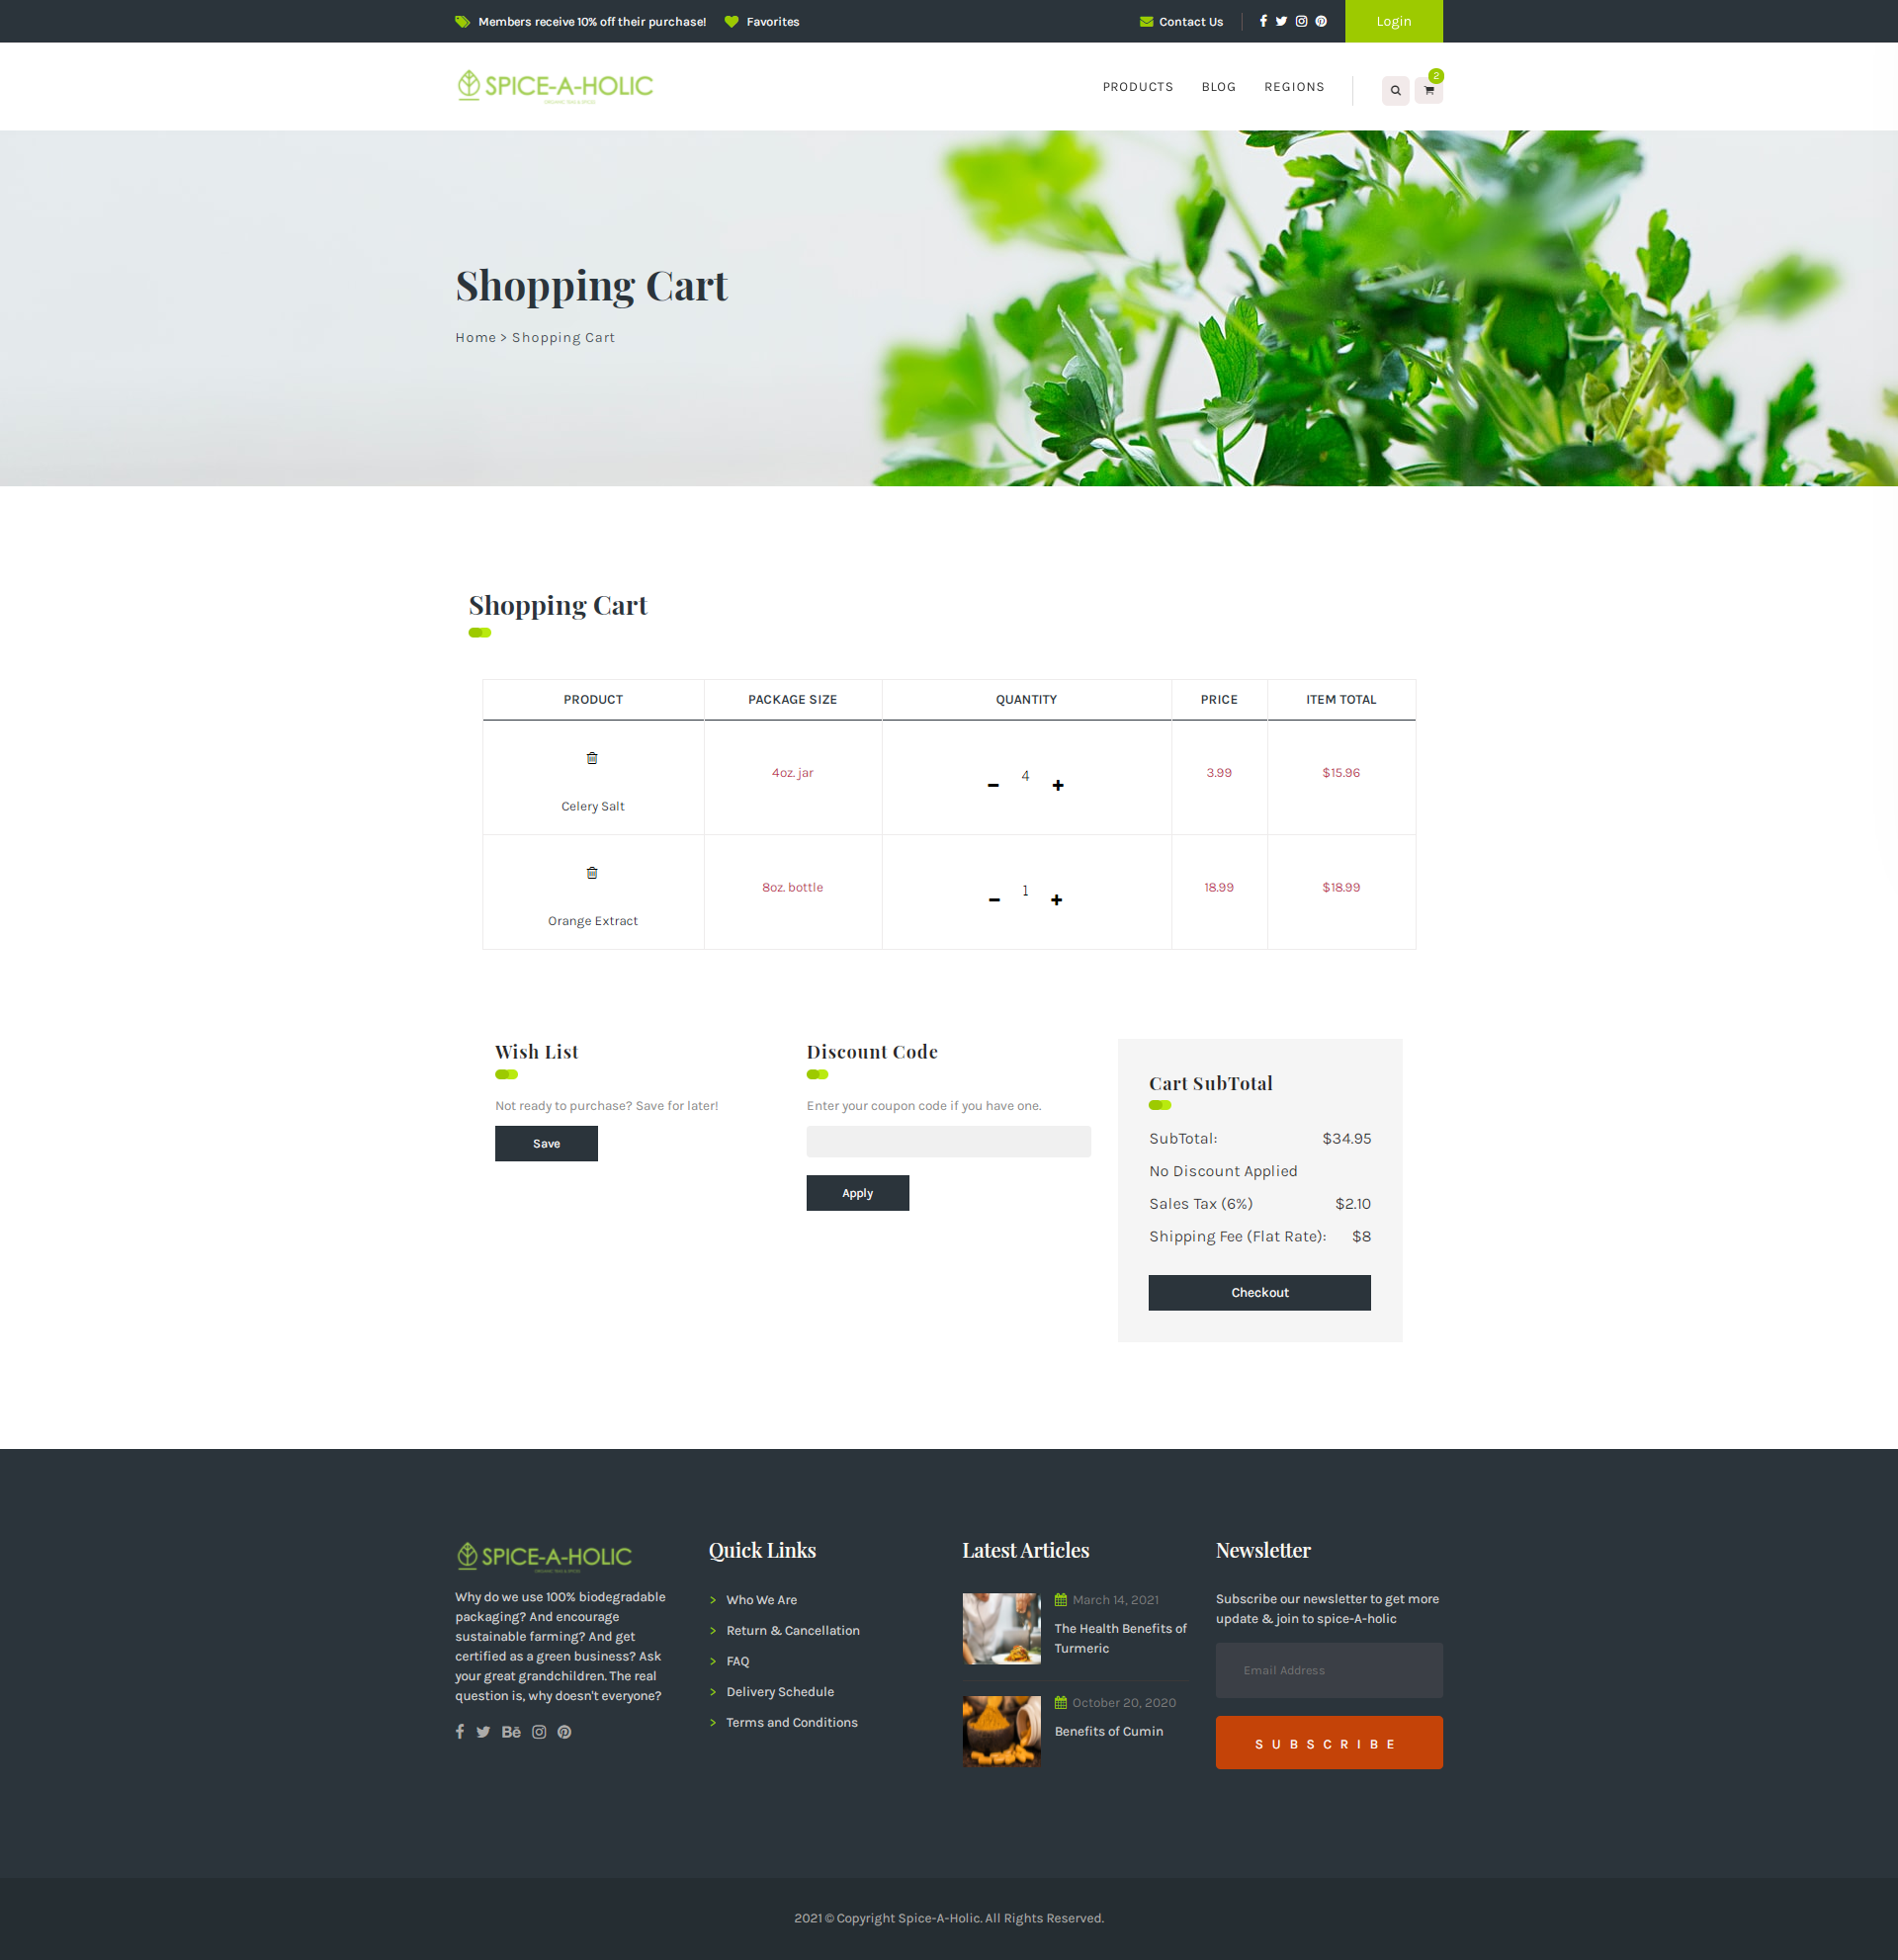 Members receive 10% off their purchase! Favorites
Contact Us
Login
SPICE-A-HOLIC
PRODUCTS BLOG REGIONS
2
Shopping Cart
Home > Shopping Cart
Shopping Cart
PRODUCT PACKAGE SIZE QUANTITY PRICE ITEM TOTAL
Celery Salt 4oz. jar 4 3.99 $15.96
Orange Extract 8oz. bottle 1 18.99 $18.99
Wish List
Not ready to purchase? Save for later!
Save
Discount Code
Enter your coupon code if you have one.
Apply
Cart SubTotal
SubTotal: $34.95
No Discount Applied
Sales Tax (6%) $2.10
Shipping Fee (Flat Rate): $8
Checkout
SPICE-A-HOLIC
Why do we use 100% biodegradable
packaging? And encourage
sustainable farming? And get
certified as a green business? Ask
your great grandchildren. The real
question is, why doesn't everyone?
Bē
Quick Links
> Who We Are
> Return & Cancellation
> FAQ
> Delivery Schedule
> Terms and Conditions
Latest Articles
March 14, 2021
The Health Benefits of
Turmeric
October 20, 2020
Benefits of Cumin
Newsletter
Subscribe our newsletter to get more
update & join to spice-A-holic
Email Address
SUBSCRIBE
2021 © Copyright Spice-A-Holic. All Rights Reserved.